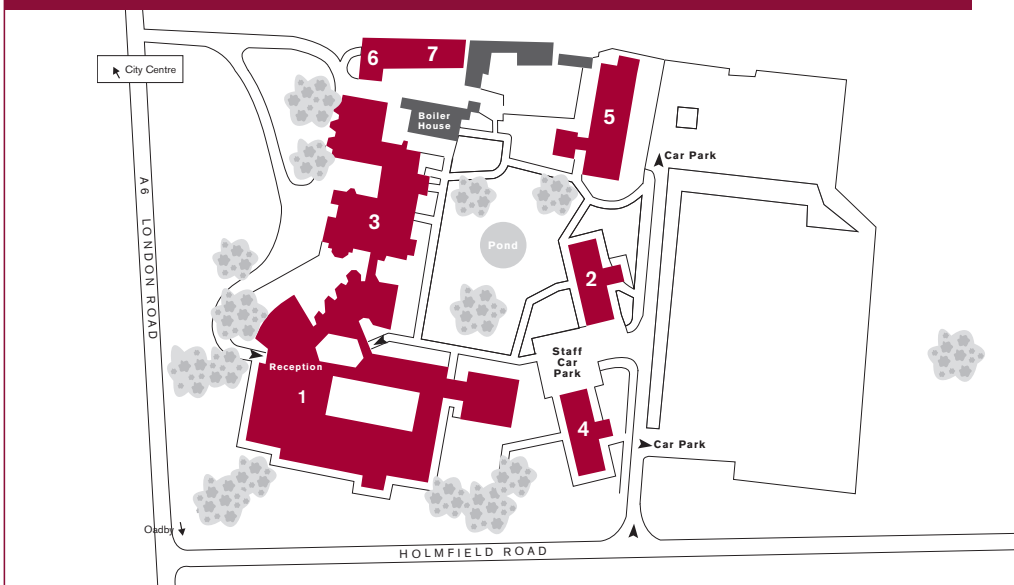 City Centre
6
7
Boiler
House
5
Car Park
A6 LONDON ROAD
3
Pond
2
Reception
1
Staff
Car
Park
4
Car Park
Oadby
HOLMFIELD ROAD